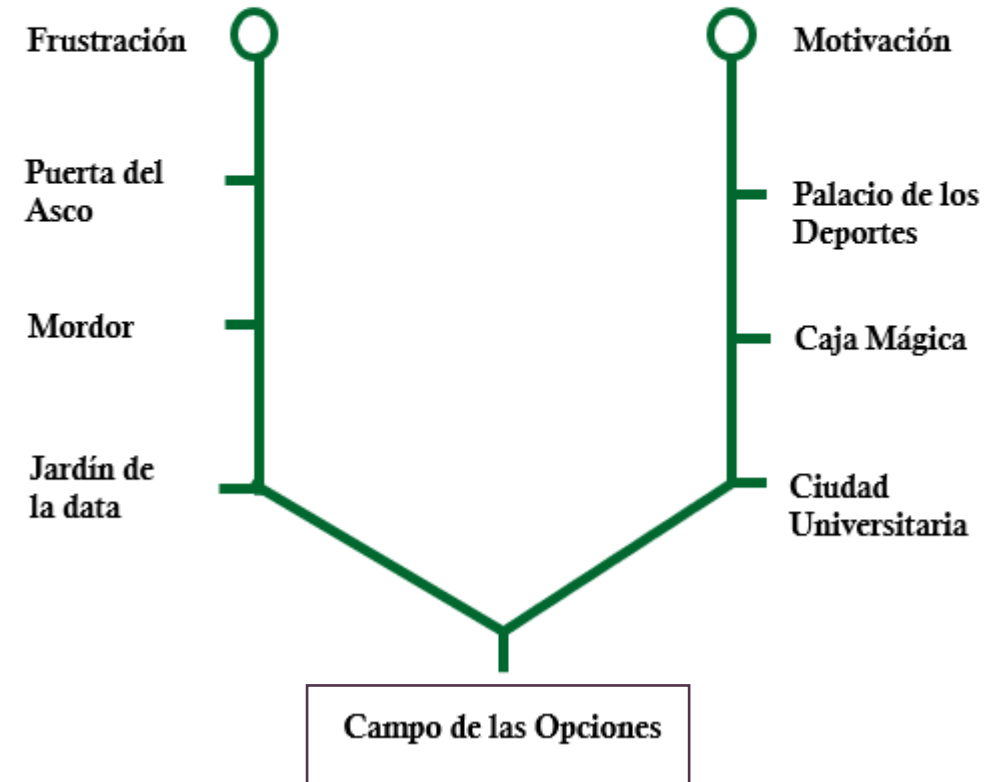 Frustración
Motivación
Puerta del
Asco
Palacio de los
Deportes
Mordor
Caja Mágica
Jardín de
la data
Ciudad
Universitaria
Campo de las Opciones